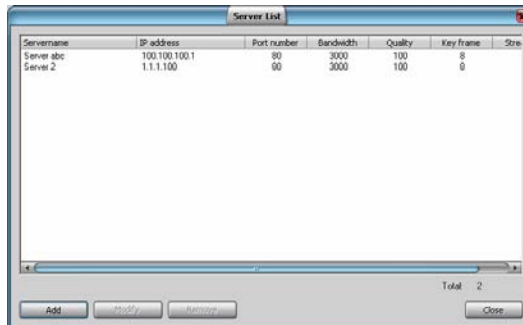 Server List
Servername IP address Port number Bandwidth Quality Key frame Stre
Server abc 100.100.100.1 80 3000 100 8
Server 2 1.1.1.100 80 3000 100 8
Total 2
Add Modify Remove Close